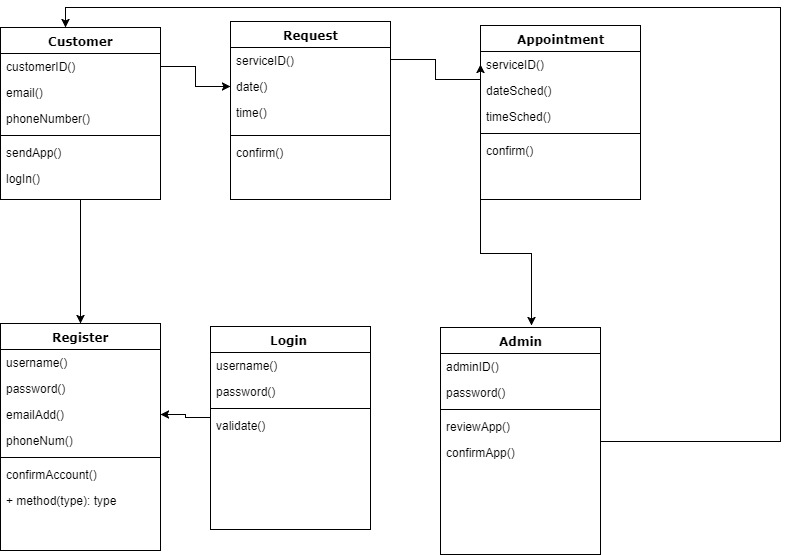 Customer
customerID()
email()
phoneNumber()
sendApp()
logIn()
Request
serviceID()
date()
time()
confirm()
Appointment
serviceID()
dateSched()
timeSched()
confirm()
Register
username()
password()
emailAdd()
phoneNum()
confirmAccount()
+ method(type): type
Login
username()
password()
validate()
Admin
adminID()
password()
reviewApp()
confirmApp()